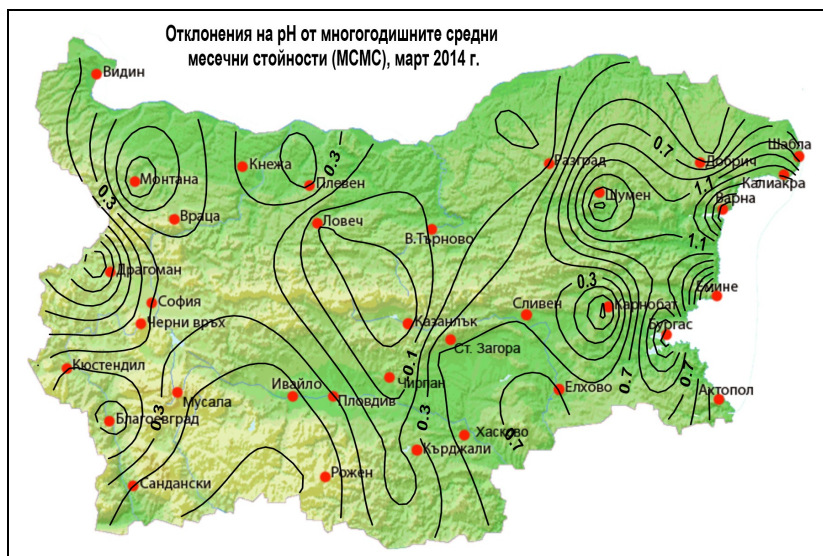 Отклонения на pH от многогодишните средни
месечни стойности (МСМС), март 2014 г.
Видин
Шабла
0.7
Добрич
Разград
Кнежа
0.3
Калиакра
Монтана
Плевен
1.1
Шумен
0.3
Варна
Враца
Ловеч
В.Търново
1.1
Драгоман
0.3
Емине
София
Карнобат
Черни връх
Казанлък
Сливен
Бургас
Ст. Загора
Кюстендил
0.1
Чирпан
0.7
0.7
Елхово
Актопол
Мусала
Ивайло
Пловдив
0.3
0.3
Благоевград
0.7
Хасково
Кърджали
Рожен
Сандански